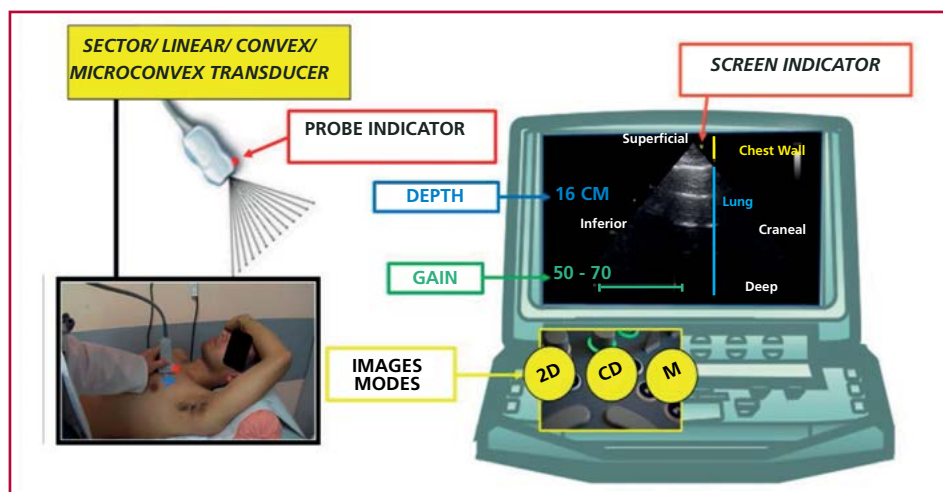 SECTOR/ LINEAR/ CONVEX/
MICROCONVEX TRANSDUCER
PROBE INDICATOR
SCREEN INDICATOR
Superficial
Chest Wall
DEPTH
16 CM
Lung
Inferior
Craneal
GAIN
50 - 70
Deep
IMAGES
MODES
2D
CD
M